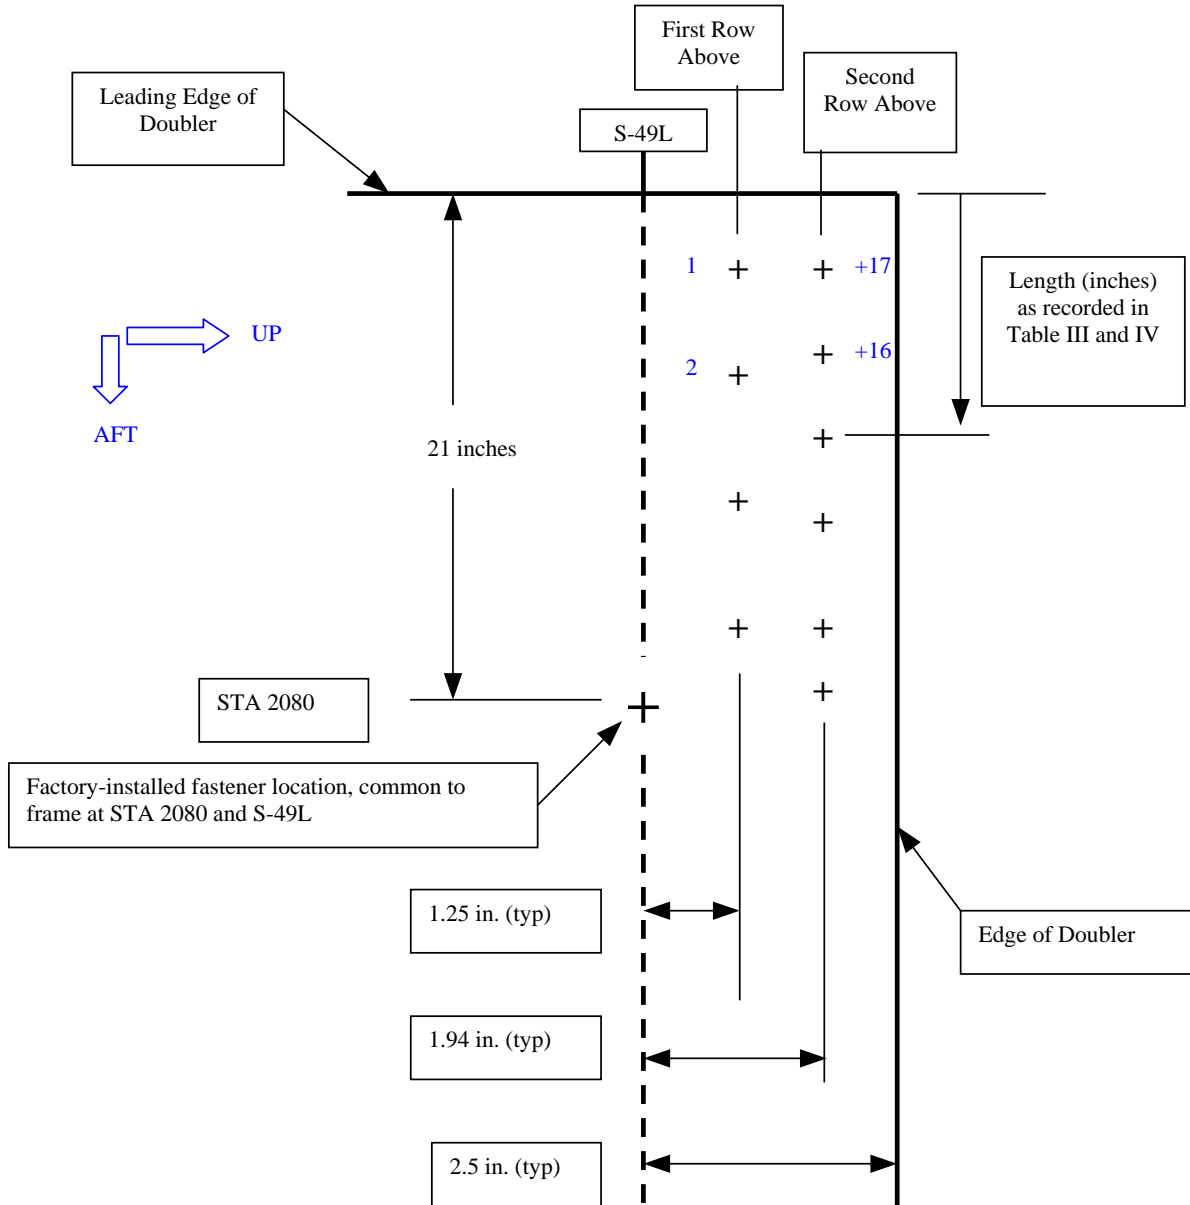 First Row
Above
Second
Row Above
Leading Edge of
Doubler
S-49L
1
+17
Length (inches)
as recorded in
Table III and IV
UP
2
+16
AFT
21 inches
STA 2080
Factory-installed fastener location, common to
frame at STA 2080 and S-49L
1.25 in. (typ)
Edge of Doubler
1.94 in. (typ)
2.5 in. (typ)